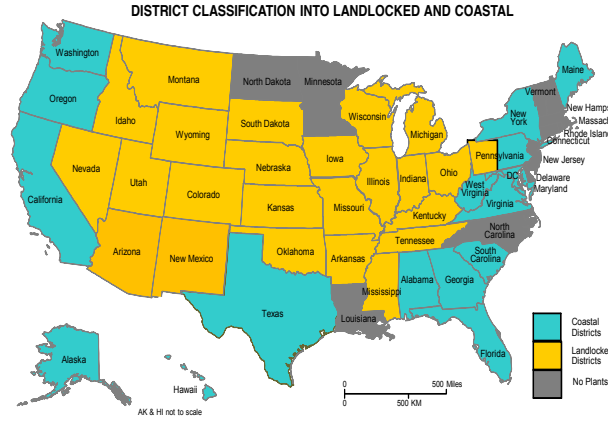 DISTRICT CLASSIFICATION INTO LANDLOCKED AND COASTAL
Washington
Oregon
California
Nevada
Idaho
Montana
Wyoming
Utah
Arizona
Colorado
New Mexico
North Dakota
South Dakota
Nebraska
Kansas
Oklahoma
Texas
Minnesota
Iowa
Missouri
Arkansas
Louisiana
Wisconsin
Illinois
Michigan
Indiana
Ohio
Kentucky
Tennessee
Mississippi
Alabama
Georgia
Florida
South
Carolina
North
Carolina
Virginia
West
Virginia
Pennsylvania
DC
New
York
Vermont
Maine
New Hamps
Massach
Rhode Island
Connecticut
New Jersey
Delaware
Maryland
Alaska
Hawaii
AK & HI not to scale
0
500 Miles
0
500 KM
Coastal
Districts
Landlocke
Districts
No Plants